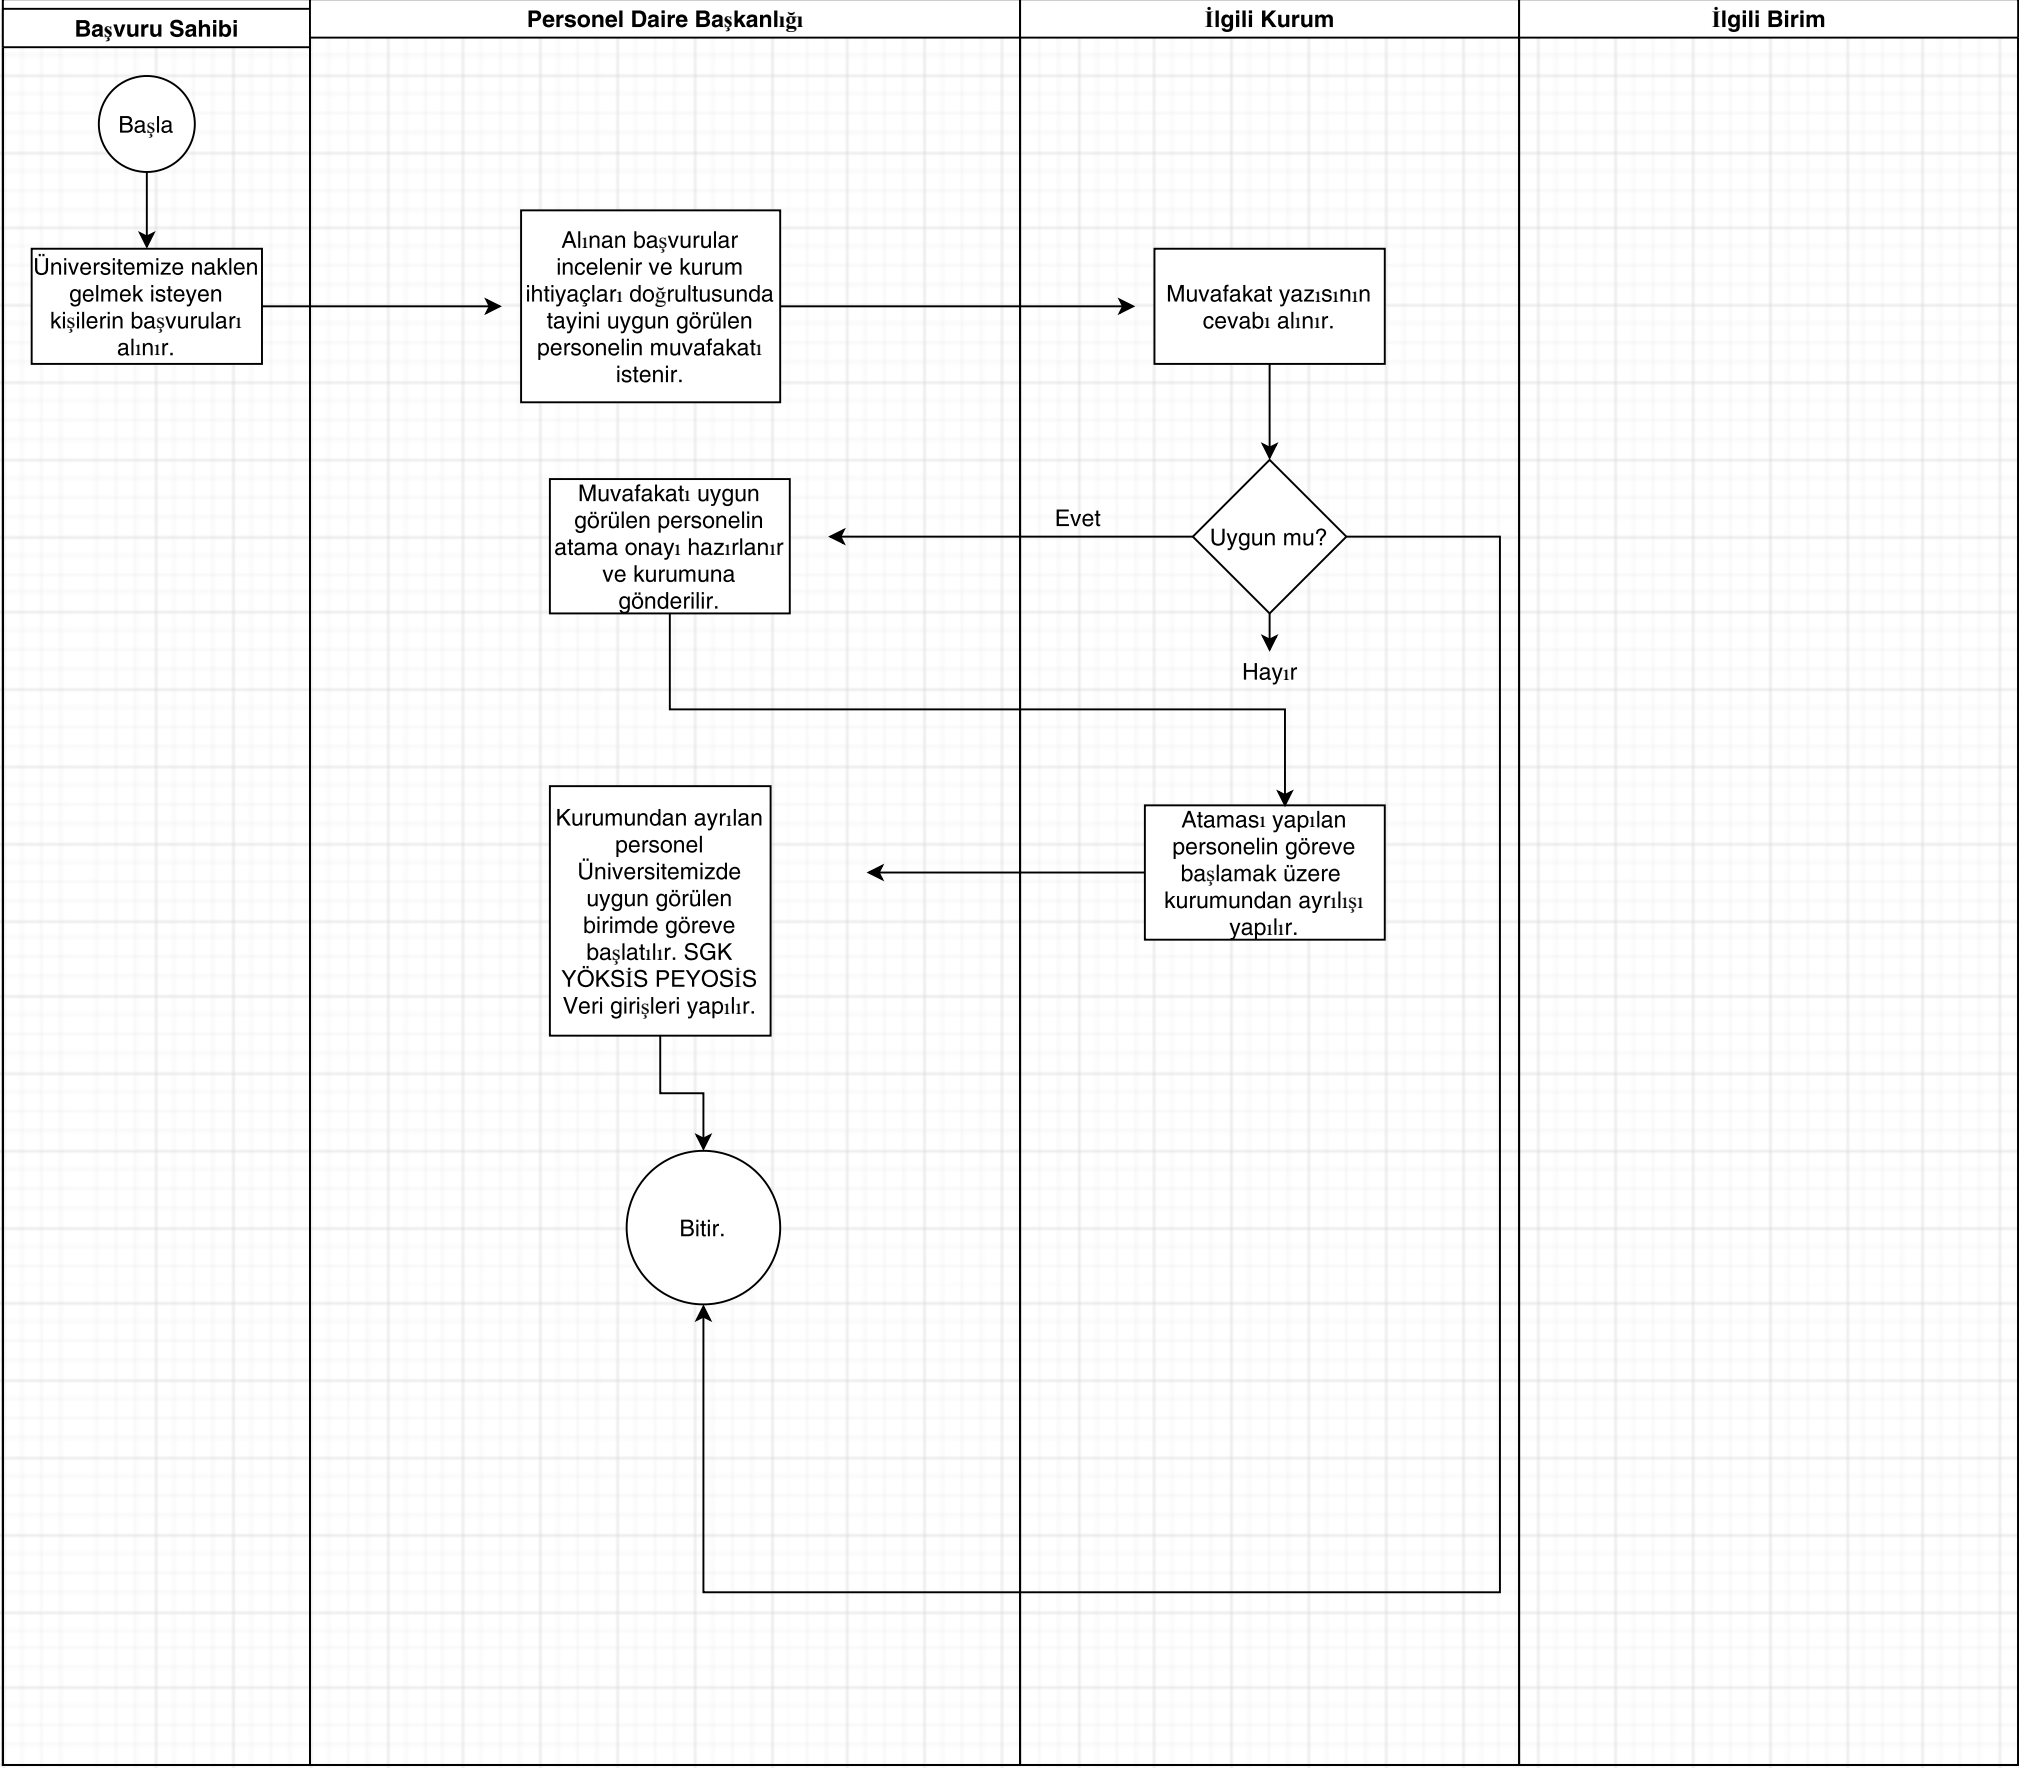 Başvuru Sahibi
Personel Daire Başkanlığı
İlgili Kurum
İlgili Birim
Başla
Üniversitemize naklen
gelmek isteyen
kişilerin başvuruları
alınır.
Alınan başvurular
incelenir ve kurum
ihtiyaçları doğrultusunda
tayini uygun görülen
personelin muvafakatı
istenir.
Muvafakat yazısının
cevabı alınır.
Uygun mu?
Evet
Hayır
Muvafakatı uygun
görülen personelin
atama onayı hazırlanır
ve kurumuna
gönderilir.
Ataması yapılan
personelin göreve
başlamak üzere
kurumundan ayrılışı
yapılır.
Kurumundan ayrılan
personel
Üniversitemizde
uygun görülen
birimde göreve
başlatılır. SGK
YÖKSİS PEYOSİS
Veri girişleri yapılır.
Bitir.